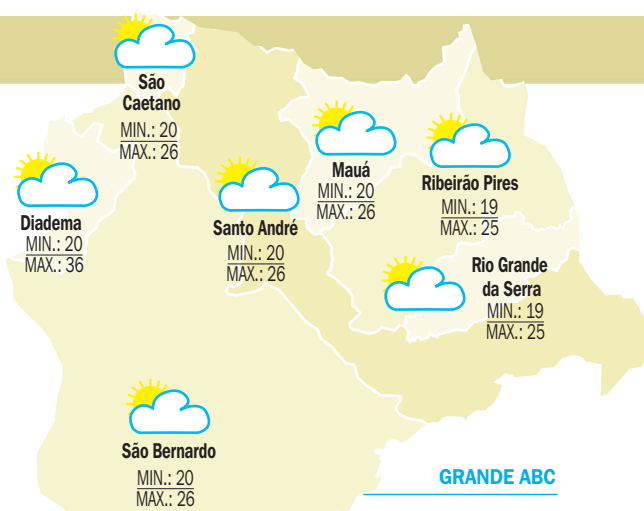 São
Caetano
MIN.: 20
MAX.: 26
Mauá
MIN.: 20
MAX.: 26
Ribeirão Pires
MIN.: 19
MAX.: 25
Diadema
MIN.: 20
MAX.: 36
Santo André
MIN.: 20
MAX.: 26
Rio Grande
da Serra
MIN.: 19
MAX.: 25
São Bernardo
MIN.: 20
MAX.: 26
GRANDE ABC